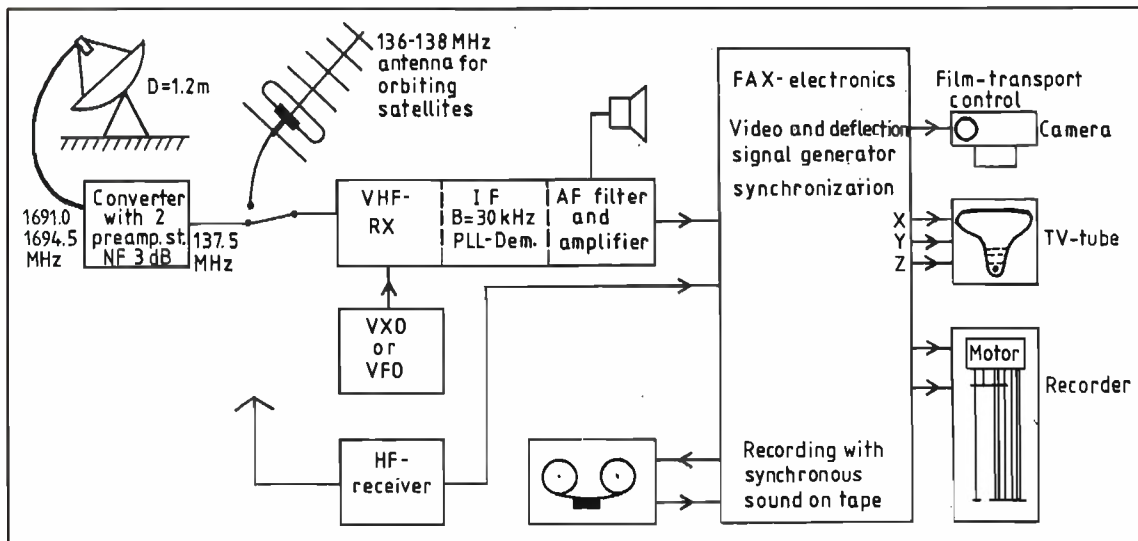 D=1.2m
136-138 MHz
antenna for
orbiting
satellites
1691.0
1694.5
MHz
Converter
with 2
preamp. st.
NF 3 dB
137.5
MHz
VHF-
RX
IF
B=30kHz
PLL-Dem.
AF filter
and
amplifier
VXO
or
VFO
HF-
receiver
FAX-electronics
Video and deflection
signal generator
synchronization
X
Y
Z
Recording with
synchronous
sound on tape
Film-transport
control
Camera
TV-tube
Motor
Recorder